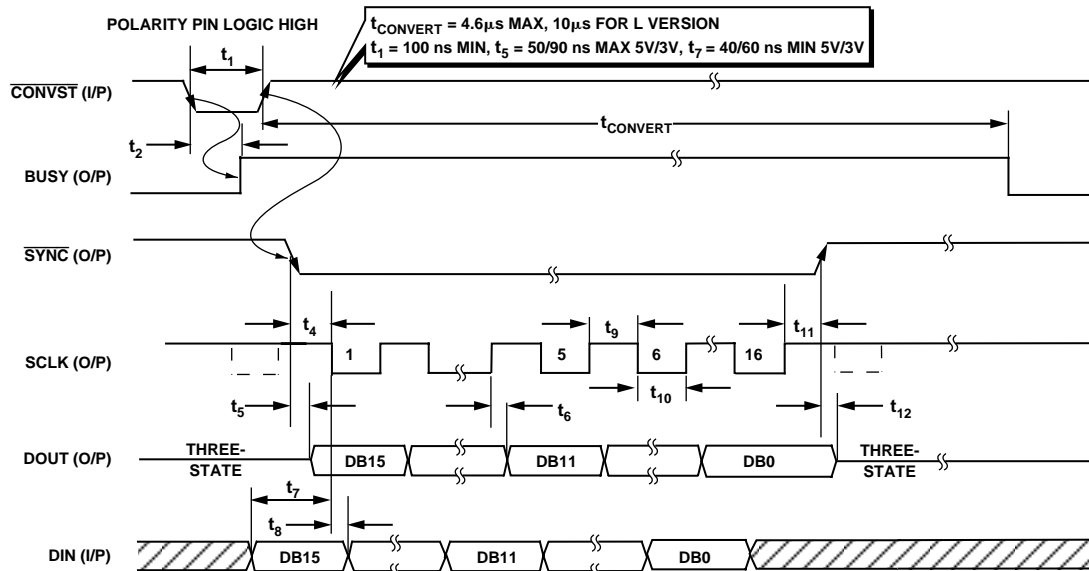 POLARITY PIN LOGIC HIGH
tCONVERT = 4.6μs MAX, 10μs FOR L VERSION
t1 = 100 ns MIN, t5 = 50/90 ns MAX 5V/3V, t7 = 40/60 ns MIN 5V/3V
t1
CONVST (I/P)
tCONVERT
t2
BUSY (O/P)
SYNC (O/P)
t4
t9
t11
SCLK (O/P)
1
5
6
16
t10
t5
t6
t12
DOUT (O/P)
THREE-
STATE
DB15
DB11
DB0
THREE-
STATE
t7
t8
DIN (I/P)
DB15
DB11
DB0